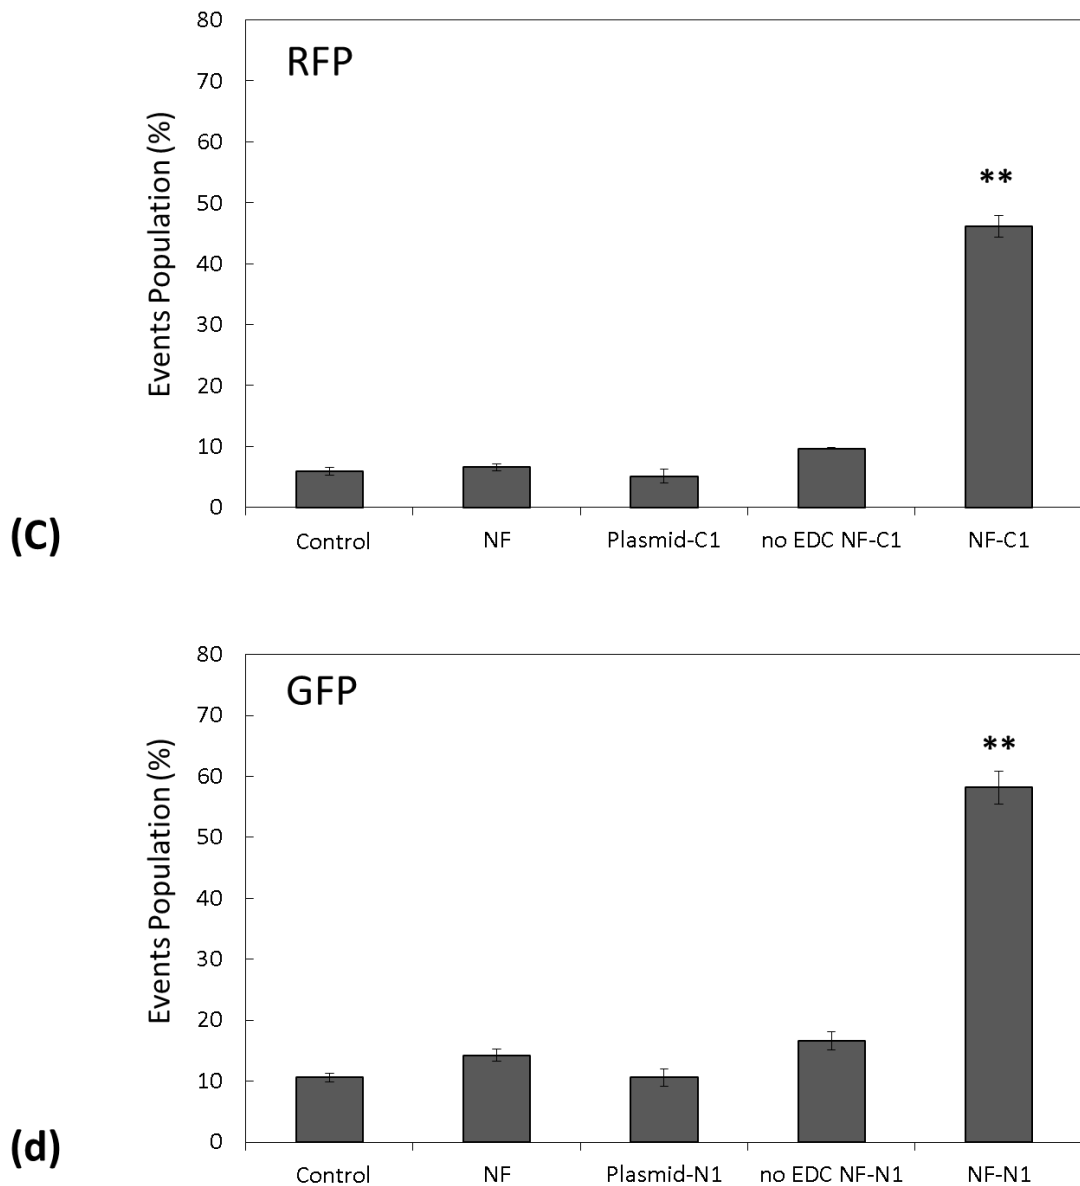 80
RFP
70
60
**
50
40
30
20
10
0
Events Population (%)
Control NF Plasmid-C1 no EDC NF-C1 NF-C1
(C)
80
GFP
70
**
60
50
40
30
20
10
0
Events Population (%)
Control NF Plasmid-N1 no EDC NF-N1 NF-N1
(d)